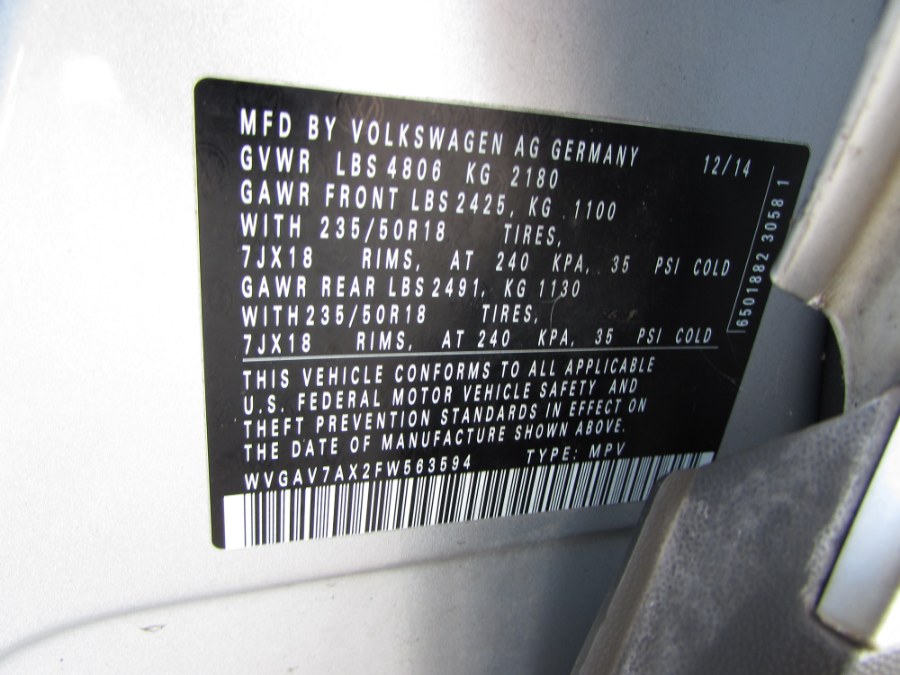 MFD BY VOLKSWAGEN AG GERMANY 12/14
GVWR LBS 4806 KG 2180
GAWR FRONT LBS 2425, KG 1100
WITH 235/50R18 TIRES,
7JX18 RIMS, AT 240 KPA, 35 PSI COLD
GAWR REAR LBS 2491, KG 1130
WITH 235/50R18 TIRES,
7JX18 RIMS, AT 240 KPA, 35 PSI COLD
THIS VEHICLE CONFORMS TO ALL APPLICABLE
U.S. FEDERAL MOTOR VEHICLE SAFETY AND
THEFT PREVENTION STANDARDS IN EFFECT ON
THE DATE OF MANUFACTURE SHOWN ABOVE.
WVGAV7AX2FW563594 TYPE: MPV
6501882 30581